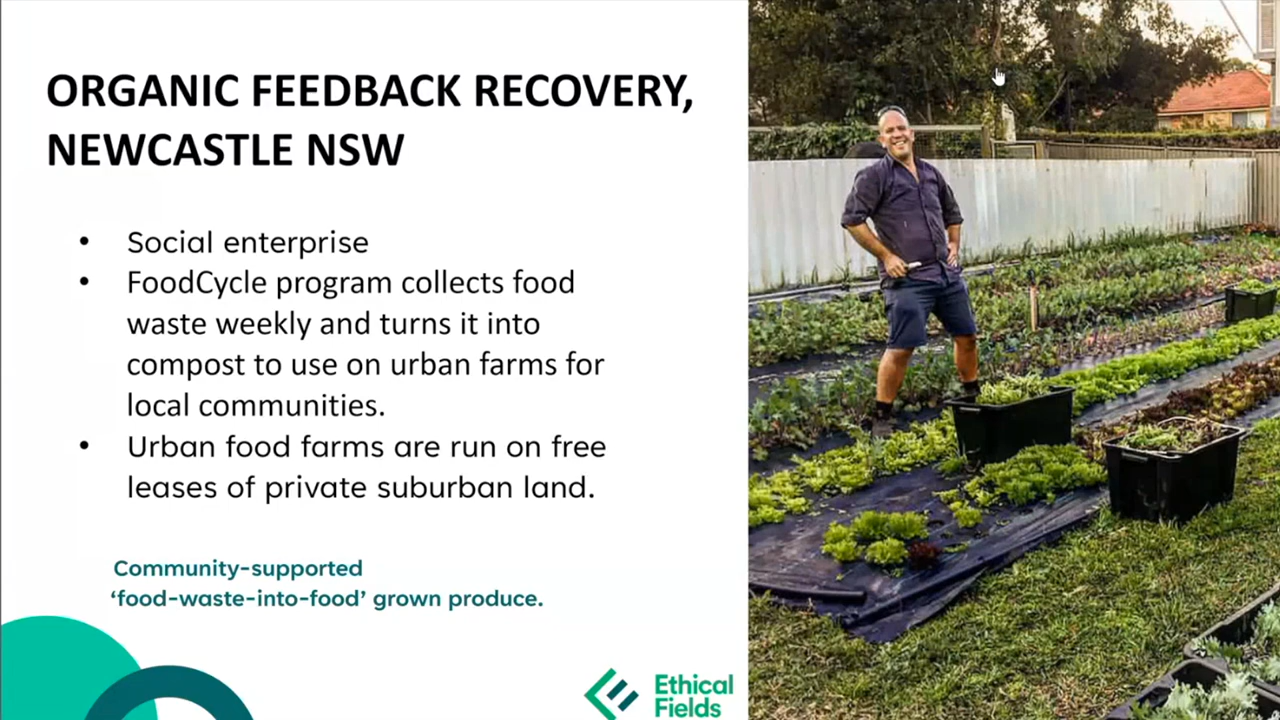 ORGANIC FEEDBACK RECOVERY,
NEWCASTLE NSW
• Social enterprise
• FoodCycle program collects food
waste weekly and turns it into
compost to use on urban farms for
local communities.
• Urban food farms are run on free
leases of private suburban land.
Community-supported
‘food-waste-into-food’ grown produce.
Ethical
Fields